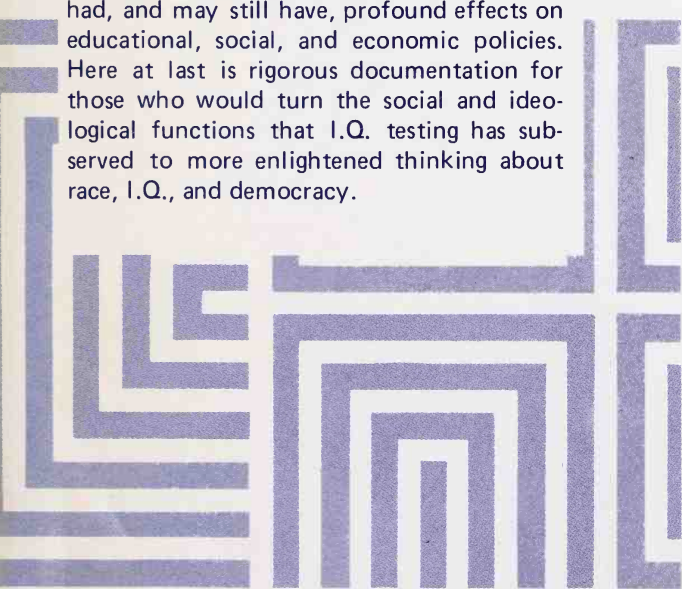 had, and may still have, profound effects on
educational, social, and economic policies.
Here at last is rigorous documentation for
those who would turn the social and ideo-
logical functions that I.Q. testing has sub-
served to more enlightened thinking about
race, I.Q., and democracy.